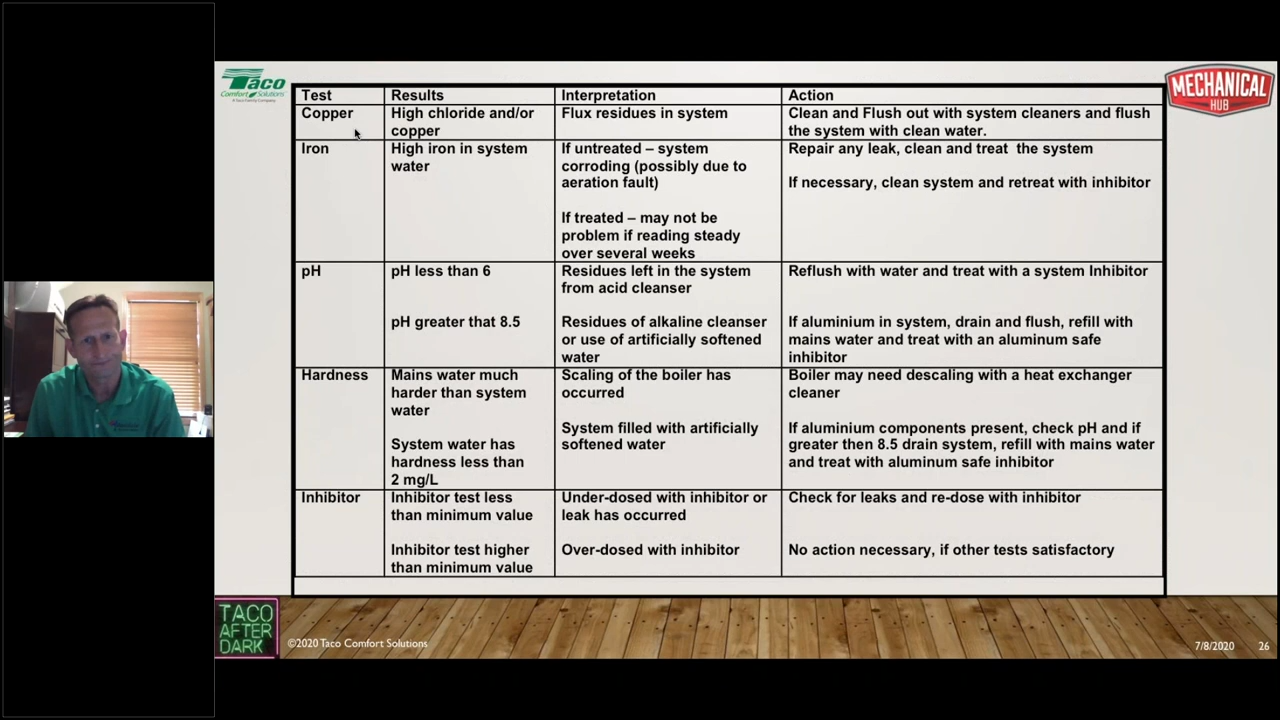 Taco
Comfort Solutions
A Taco Family Company
MECHANICAL
HUB
Test Results Interpretation Action
Copper High chloride and/or Flux residues in system Clean and Flush out with system cleaners and flush
copper the system with clean water.
Iron High iron in system If untreated – system Repair any leak, clean and treat the system
water corroding (possibly due to
aeration fault) If necessary, clean system and retreat with inhibitor
If treated – may not be
problem if reading steady
over several weeks
pH pH less than 6 Residues left in the system Reflush with water and treat with a system Inhibitor
from acid cleanser
pH greater that 8.5 Residues of alkaline cleanser If aluminium in system, drain and flush, refill with
or use of artificially softened mains water and treat with an aluminum safe
water inhibitor
Hardness Mains water much Scaling of the boiler has Boiler may need descaling with a heat exchanger
harder than system occurred cleaner
water
System filled with artificially If aluminium components present, check pH and if
System water has softened water greater then 8.5 drain system, refill with mains water
hardness less than and treat with aluminum safe inhibitor
2 mg/L
Inhibitor Inhibitor test less Under-dosed with inhibitor or Check for leaks and re-dose with inhibitor
than minimum value leak has occurred
Inhibitor test higher Over-dosed with inhibitor No action necessary, if other tests satisfactory
than minimum value
TACO
AFTER
DARK
©2020 Taco Comfort Solutions
7/8/2020 26